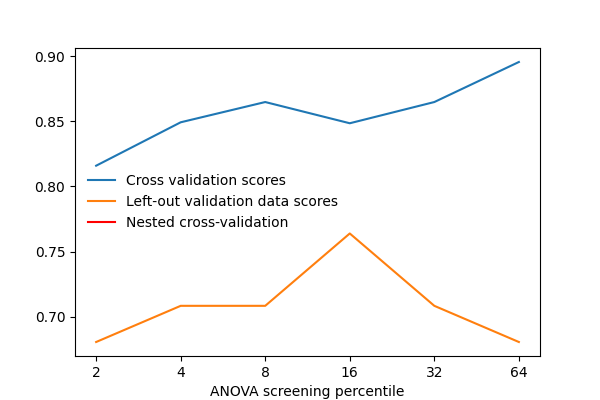 0.90
0.85
0.80
0.75
0.70
Cross validation scores
Left-out validation data scores
Nested cross-validation
2 4 8 16 32 64
ANOVA screening percentile